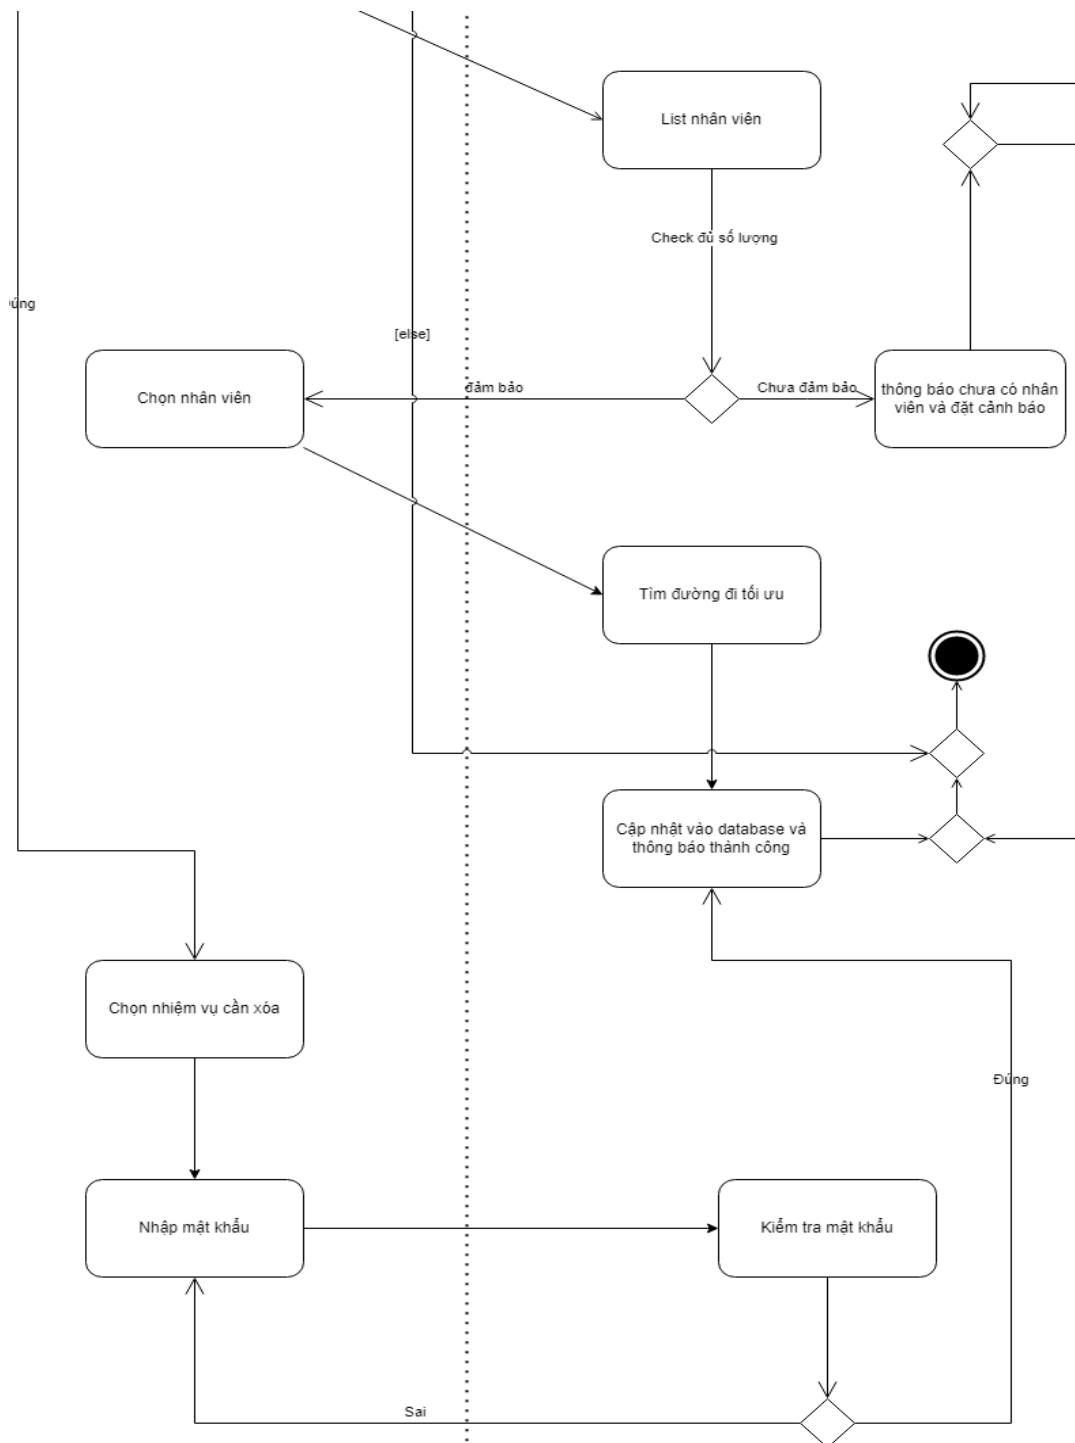 List nhân viên
Check đủ số lượng
[else]
Chọn nhân viên
đảm bảo
Chưa đảm bảo
thông báo chưa có nhân
viên và đặt cảnh báo
Tìm đường đi tối ưu
Cập nhật vào database và
thông báo thành công
Chọn nhiệm vụ cần xóa
Đúng
Nhập mật khẩu
Kiểm tra mật khẩu
Sai